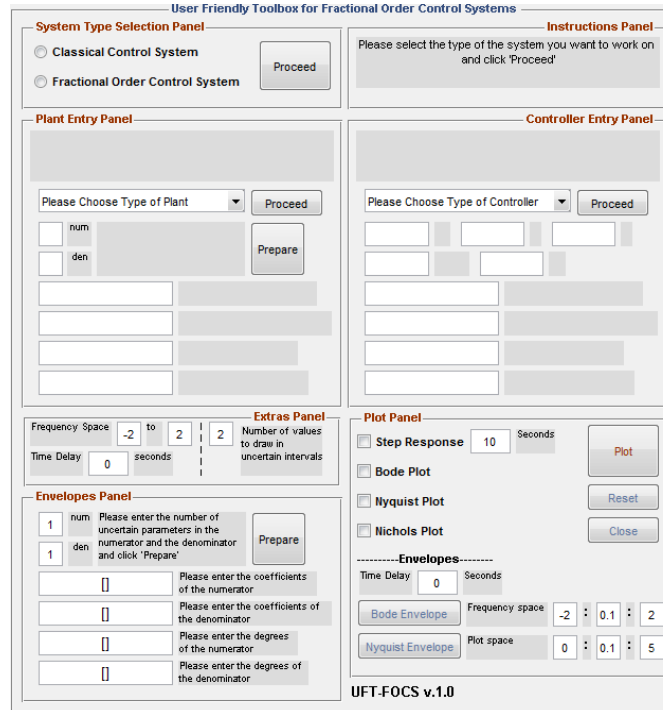 User Friendly Toolbox for Fractional Order Control Systems
System Type Selection Panel
Classical Control System
Fractional Order Control System
Proceed
Instructions Panel
Please select the type of the system you want to work on
and click 'Proceed'
Plant Entry Panel
Please Choose Type of Plant
Proceed
num
den
Prepare
Controller Entry Panel
Please Choose Type of Controller
Proceed
Extras Panel
Frequency Space -2 to 2
Time Delay 0 seconds
2 Number of values
to draw in
uncertain intervals
Envelopes Panel
1 num
1 den
Please enter the number of
uncertain parameters in the
numerator and the denominator
and click 'Prepare'
Prepare
[] Please enter the coefficients
of the numerator
[] Please enter the coefficients of
the denominator
[] Please enter the degrees
of the numerator
[] Please enter the degrees of
the denominator
Plot Panel
Step Response 10 Seconds
Bode Plot
Nyquist Plot
Nichols Plot
Plot
Reset
Close
----------Envelopes--------
Time Delay 0 Seconds
Bode Envelope Frequency space -2 : 0.1 : 2
Nyquist Envelope Plot space 0 : 0.1 : 5
UFT-FOCS v.1.0